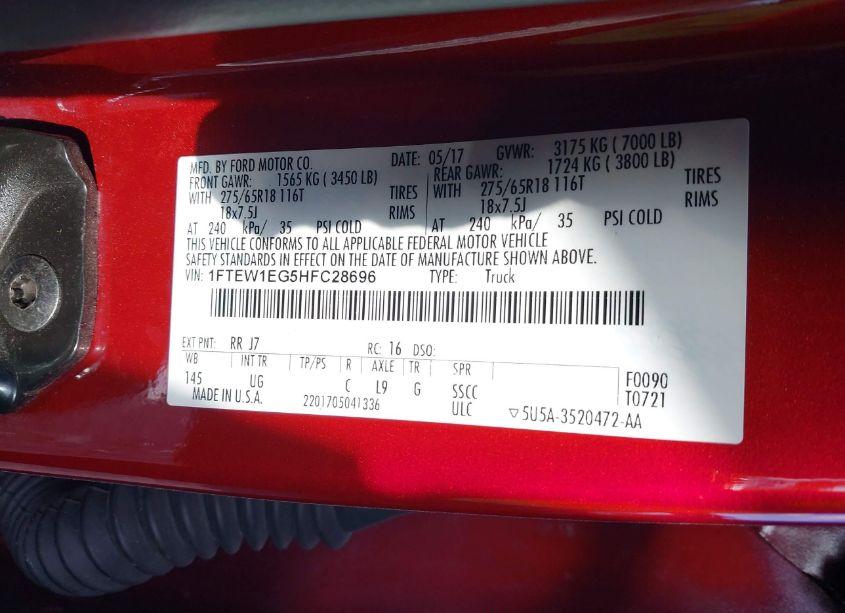 MFD. BY FORD MOTOR CO. DATE: 05/17 GVWR: 3175 KG ( 7000 LB)
FRONT GAWR: 1565 KG ( 3450 LB) REAR GAWR: 1724 KG ( 3800 LB)
WITH 275/65R18 116T TIRES WITH 275/65R18 116T TIRES
18x7.5J RIMS 18x7.5J RIMS
AT 240 kPa/ 35 PSI COLD AT 240 kPa/ 35 PSI COLD
THIS VEHICLE CONFORMS TO ALL APPLICABLE FEDERAL MOTOR VEHICLE
SAFETY STANDARDS IN EFFECT ON THE DATE OF MANUFACTURE SHOWN ABOVE.
VIN: 1FTEW1EG5HFC28696 TYPE: Truck
EXT PNT: RR J7 RC: 16 DSO:
WB INT TR TP/PS R AXLE TR SPR
145 UG C L9 G SSCC F0090
MADE IN U.S.A. 2201705041336 ULC ▽5U5A-3520472-AA T0721